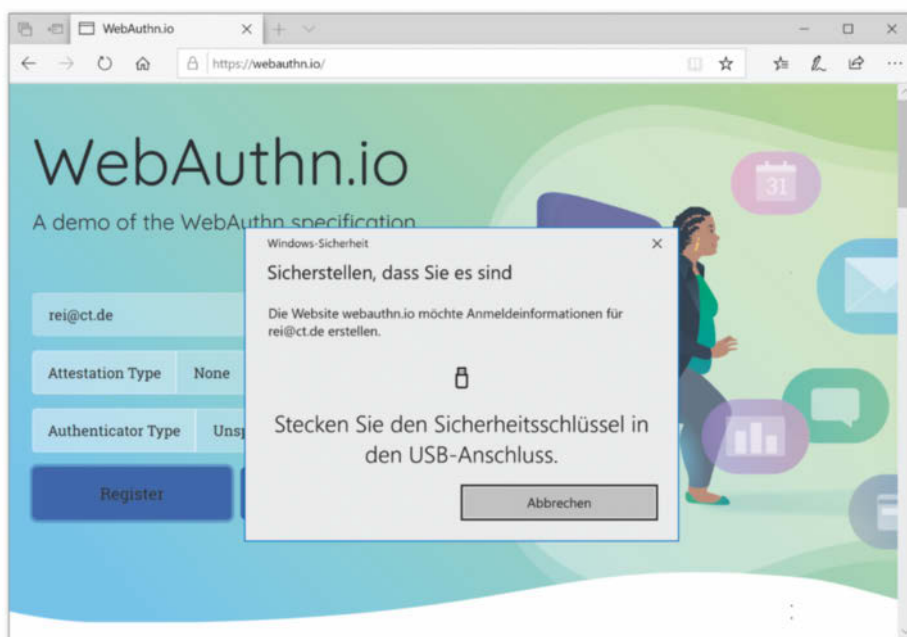 WebAuthn.io
https://webauthn.io/
WebAuthn.io
31
A demo of the WebAuthn specification
Windows-Sicherheit
Sicherstellen, dass Sie es sind
rei@ct.de
Die Website webauthn.io möchte Anmeldeinformationen für
rei@ct.de erstellen.
Attestation Type None
Stecken Sie den Sicherheitsschlüssel in
den USB-Anschluss.
Authenticator Type Unsp
Register
Abbrechen